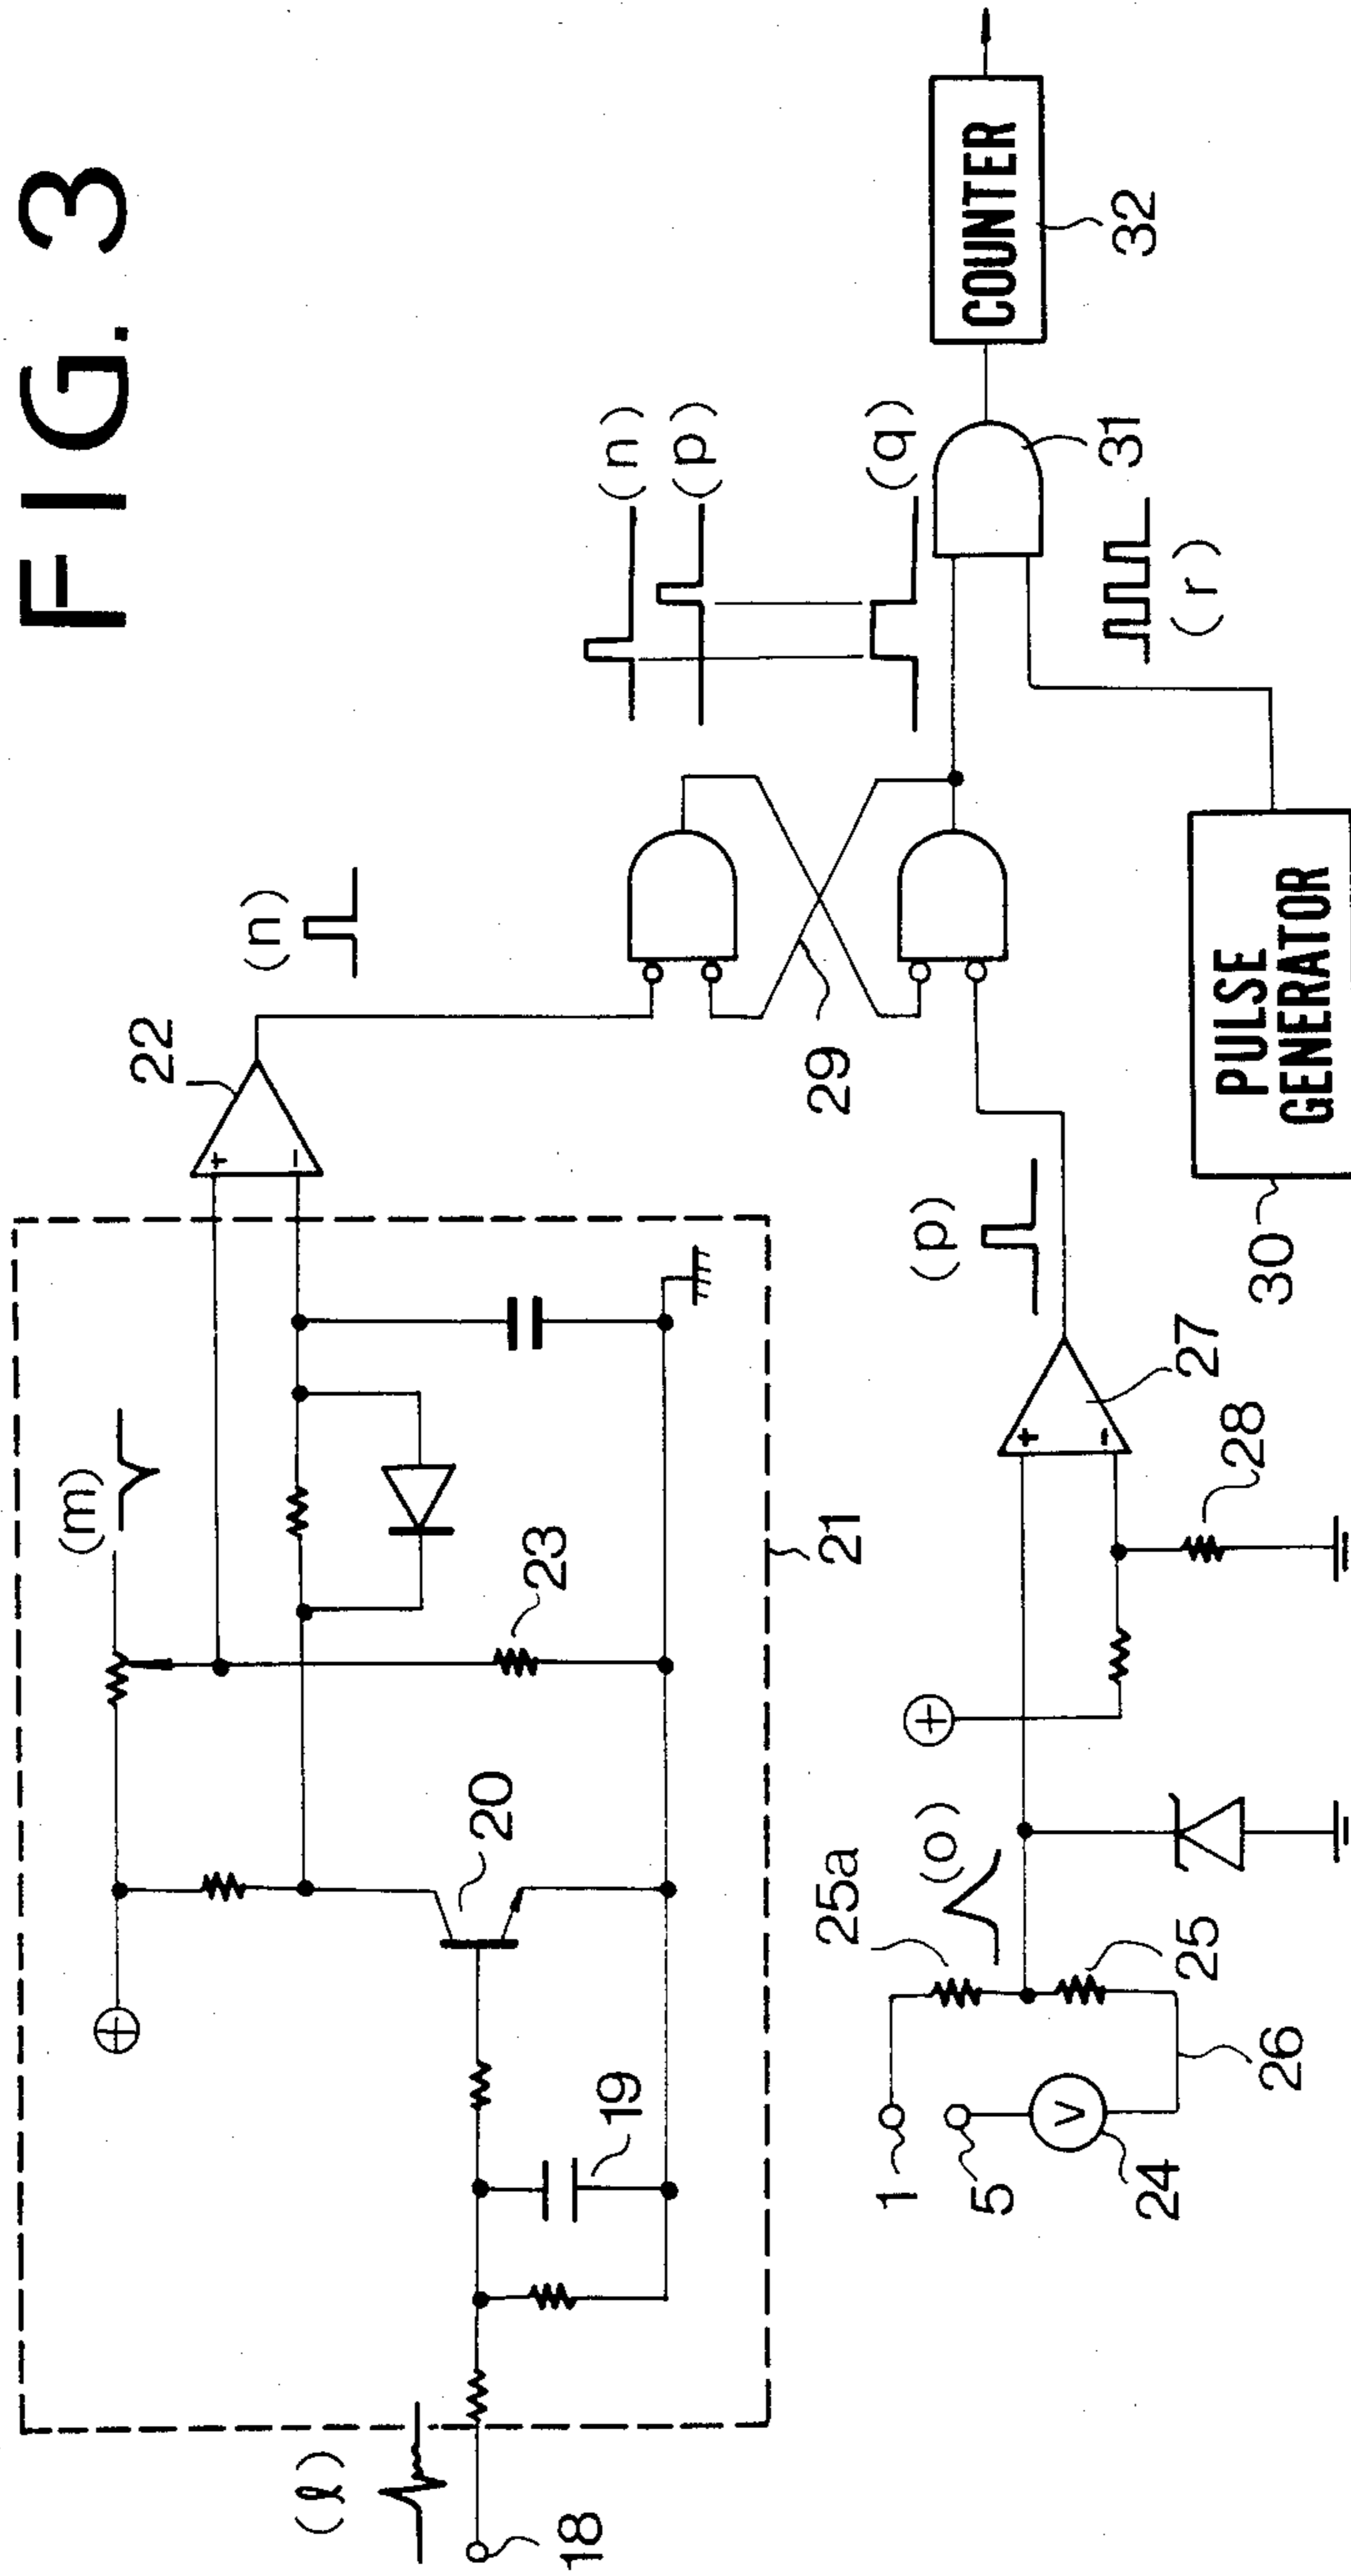 FIG. 3
(ℓ)
18
19
20
(m)
23
21
22
+
-
(n)
29
(n)
(p)
(q)
31
COUNTER
32
(r)
PULSE
GENERATOR
30
1
5
V
24
26
25a
25
(o)
+
+
+
-
27
28
(p)